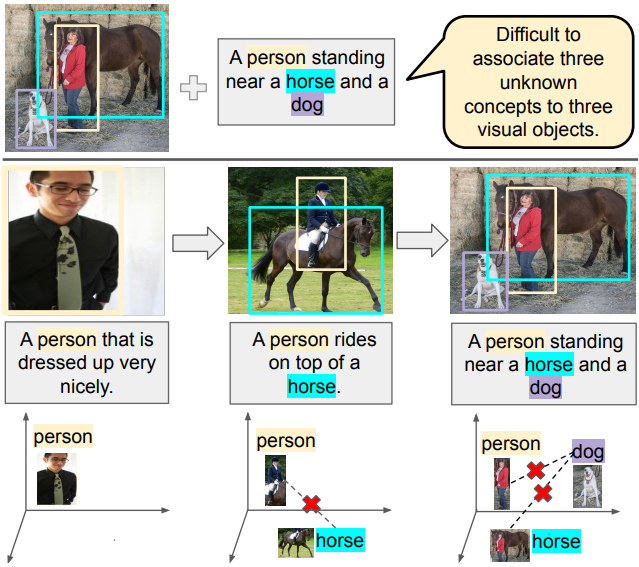 A person standing
near a horse and a
dog
Difficult to
associate three
unknown
concepts to three
visual objects.
A person that is
dressed up very
nicely.
A person rides
on top of a
horse.
A person standing
near a horse and a
dog
person
person
horse
person
dog
horse